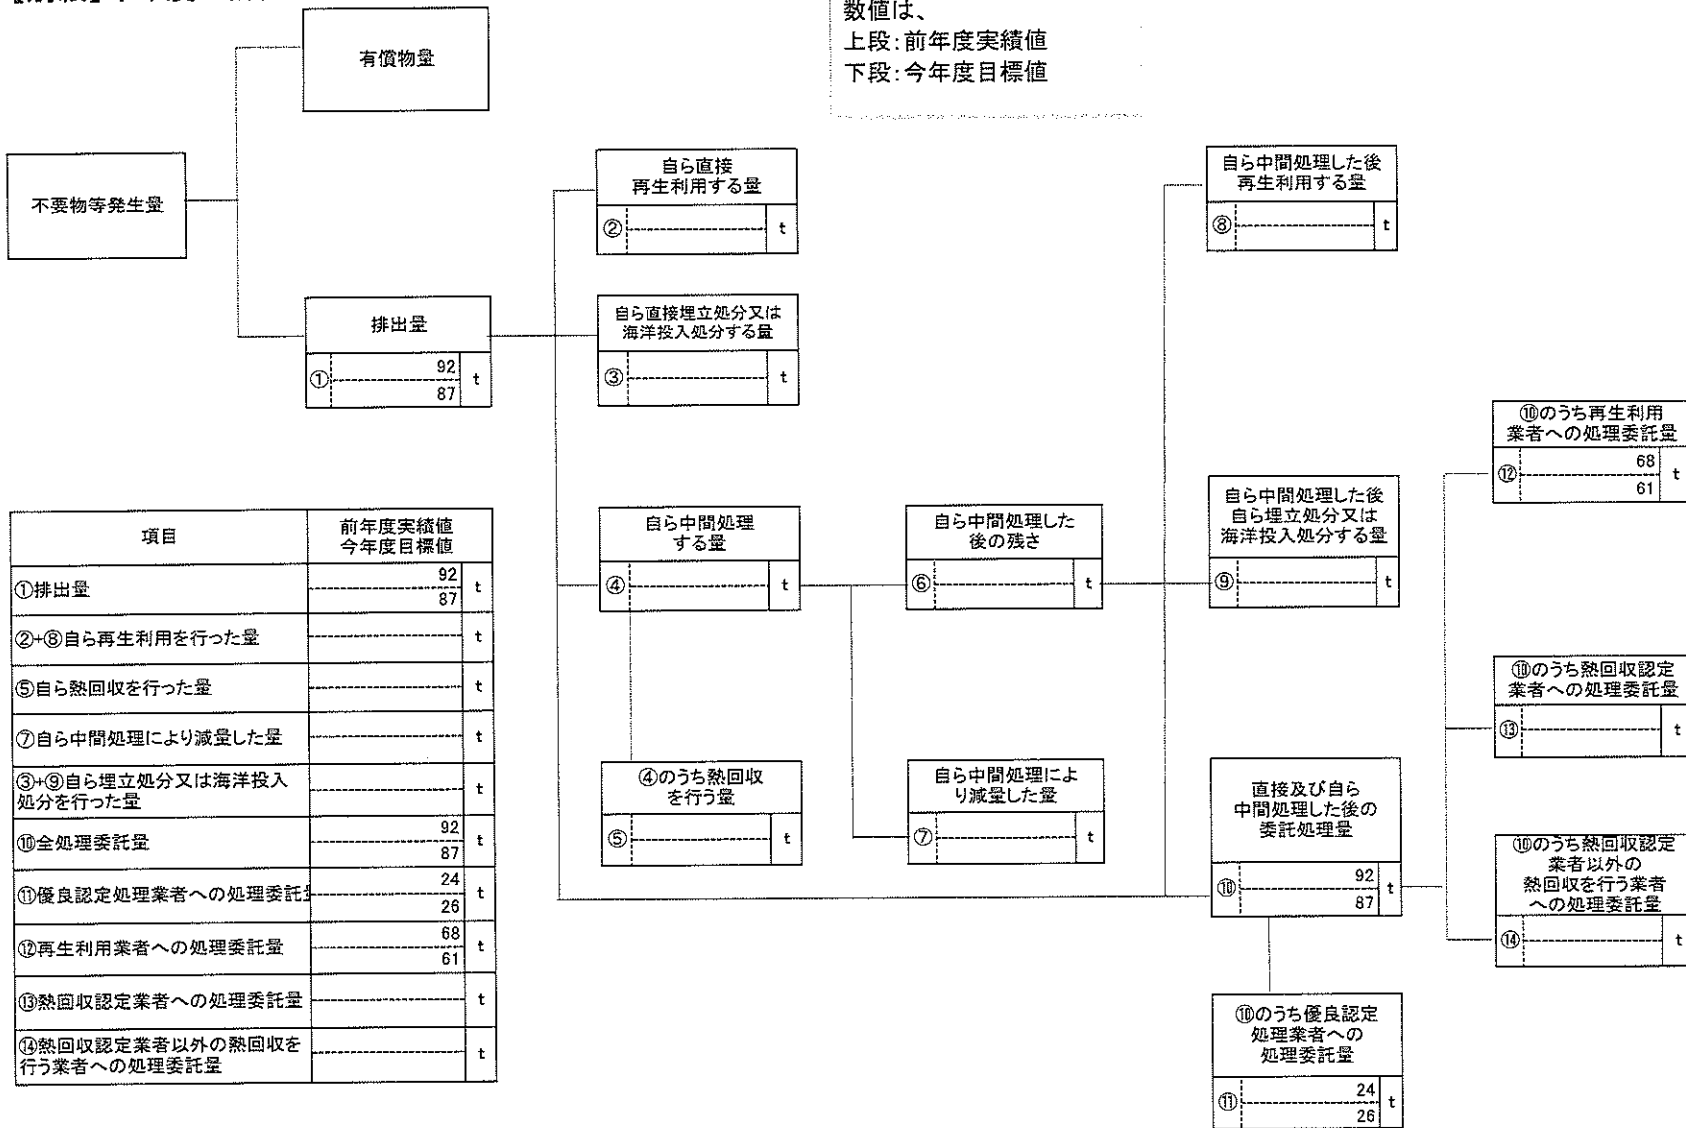 数値は、
上段:前年度実績値
下段:今年度目標値
有償物量
不要物等発生量
排出量
① 92 t
87
自ら直接
再生利用する量
② t
自ら直接埋立処分又は
海洋投入処分する量
③ t
自ら中間処理
する量
④ t
④のうち熱回収
を行う量
⑤ t
自ら中間処理した
後の残さ
⑥ t
自ら中間処理によ
り減量した量
⑦ t
自ら中間処理した後
再生利用する量
⑧ t
自ら中間処理した後
自ら埋立処分又は
海洋投入処分する量
⑨ t
直接及び自ら
中間処理した後の
委託処理量
⑩ 92 t
87
⑩のうち優良認定
処理業者への
処理委託量
⑪ 24 t
26
⑩のうち再生利用
業者への処理委託量
⑫ 68 t
61
⑩のうち熱回収認定
業者への処理委託量
⑬ t
⑩のうち熱回収認定
業者以外の
熱回収を行う業者
への処理委託量
⑭ t
項目 前年度実績値
今年度目標値
①排出量 92 t
87
②+⑧自ら再生利用を行った量 t
⑤自ら熱回収を行った量 t
⑦自ら中間処理により減量した量 t
③+⑨自ら埋立処分又は海洋投入
処分を行った量 t
⑩全処理委託量 92 t
87
⑪優良認定処理業者への処理委託 24 t
26
⑫再生利用業者への処理委託量 68 t
61
⑬熱回収認定業者への処理委託量 t
⑭熱回収認定業者以外の熱回収を
行う業者への処理委託量 t